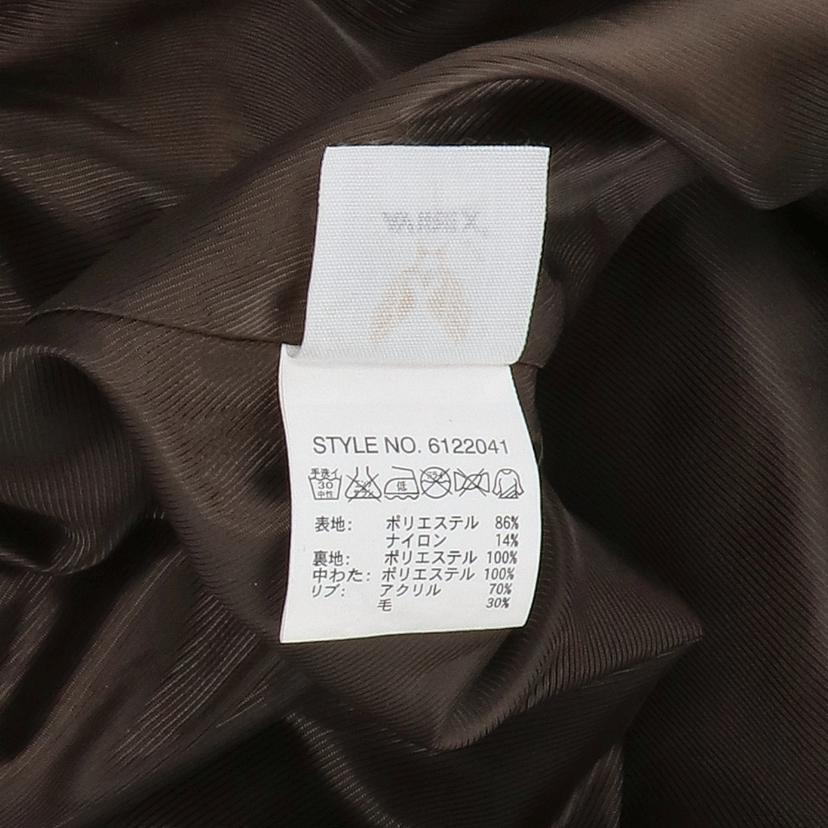 STYLE NO. 6122041
手洗イ
30
中性
低
表地: ポリエステル 86%
ナイロン 14%
裏地: ポリエステル 100%
中わた: ポリエステル 100%
リブ: アクリル 70%
毛 30%